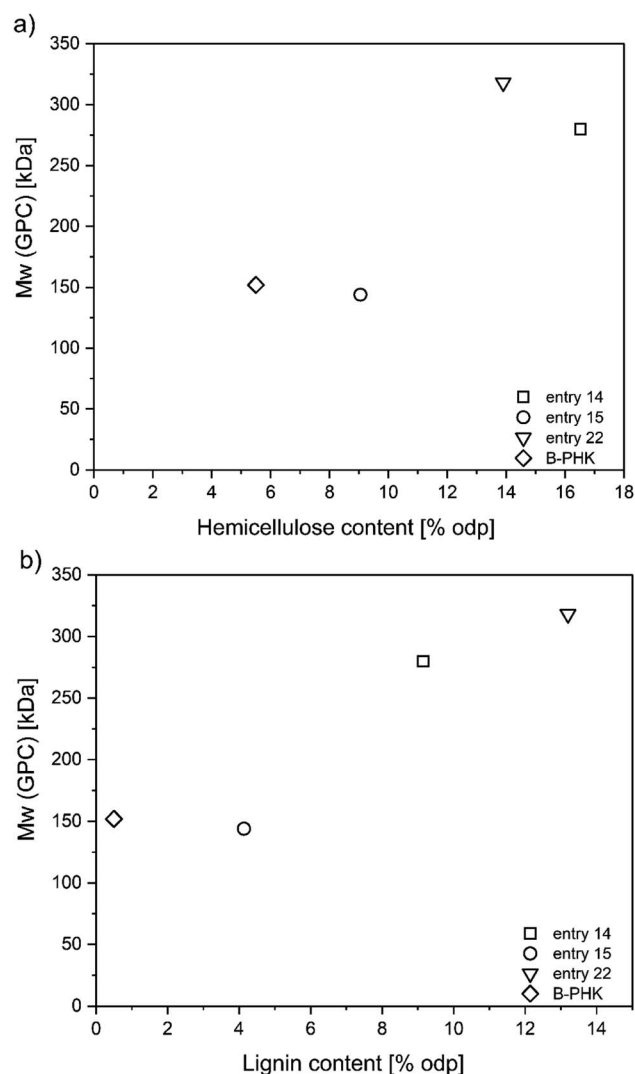 a)
350
300
250
200
150
100
50
0
Mw (GPC) [kDa]
entry 14
entry 15
entry 22
B-PHK
0 2 4 6 8 10 12 14 16 18
Hemicellulose content [% odp]
b)
350
300
250
200
150
100
50
0
Mw (GPC) [kDa]
entry 14
entry 15
entry 22
B-PHK
0 2 4 6 8 10 12 14
Lignin content [% odp]